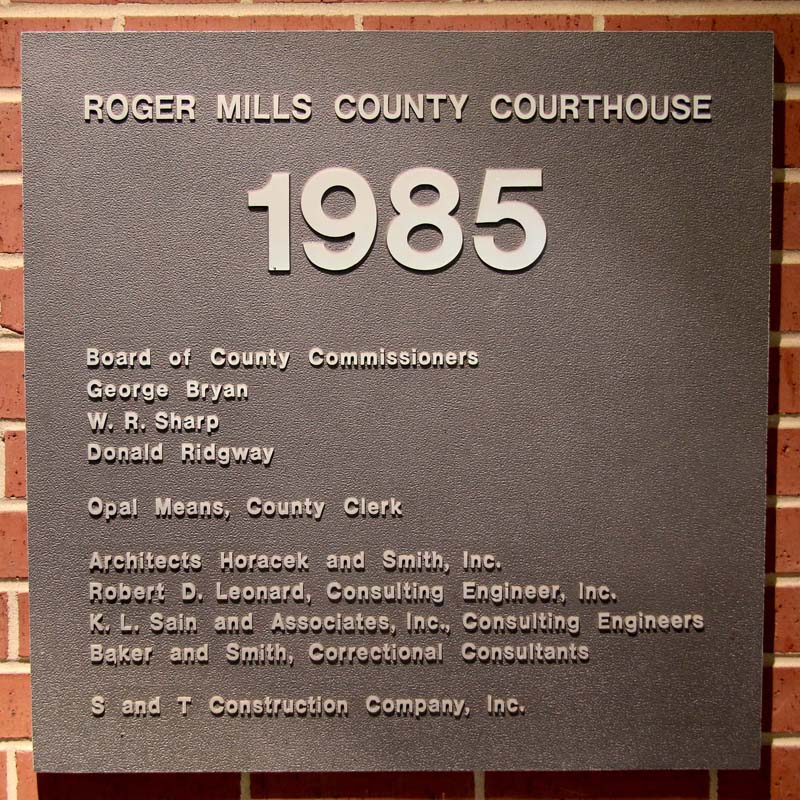 ROGER MILLS COUNTY COURTHOUSE
1985
Board of County Commissioners
George Bryan
W. R. Sharp
Donald Ridgway
Opal Means, County Clerk
Architects Horacek and Smith, Inc.
Robert D. Leonard, Consulting Engineer, Inc.
K. L. Sain and Associates, Inc., Consulting Engineers
Baker and Smith, Correctional Consultants
S and T Construction Company, Inc.